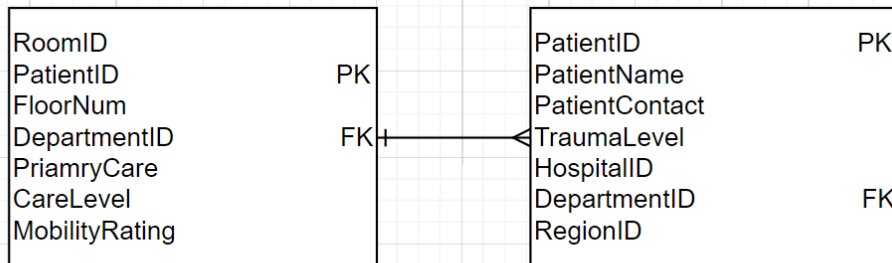 RoomID
PatientID PK
FloorNum
DepartmentID FK
PriamryCare
CareLevel
MobilityRating
PatientID PK
PatientName
PatientContact
TraumaLevel
HospitalID
DepartmentID FK
RegionID